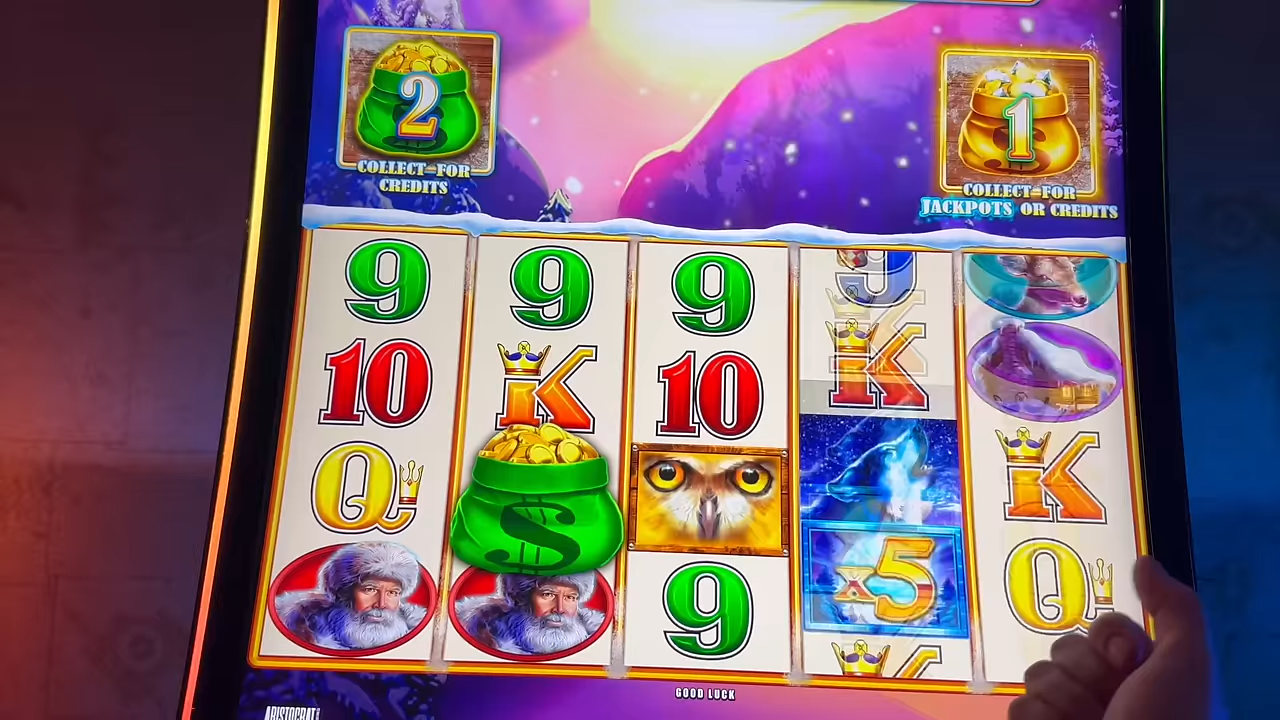 2
COLLECT FOR
CREDITS
1
COLLECT FOR
JACKPOTS OR CREDITS
9 9 9 J
10 K 10 K
Q $ K
x5 Q
9 K
GOOD LUCK
ARISTOCRAT